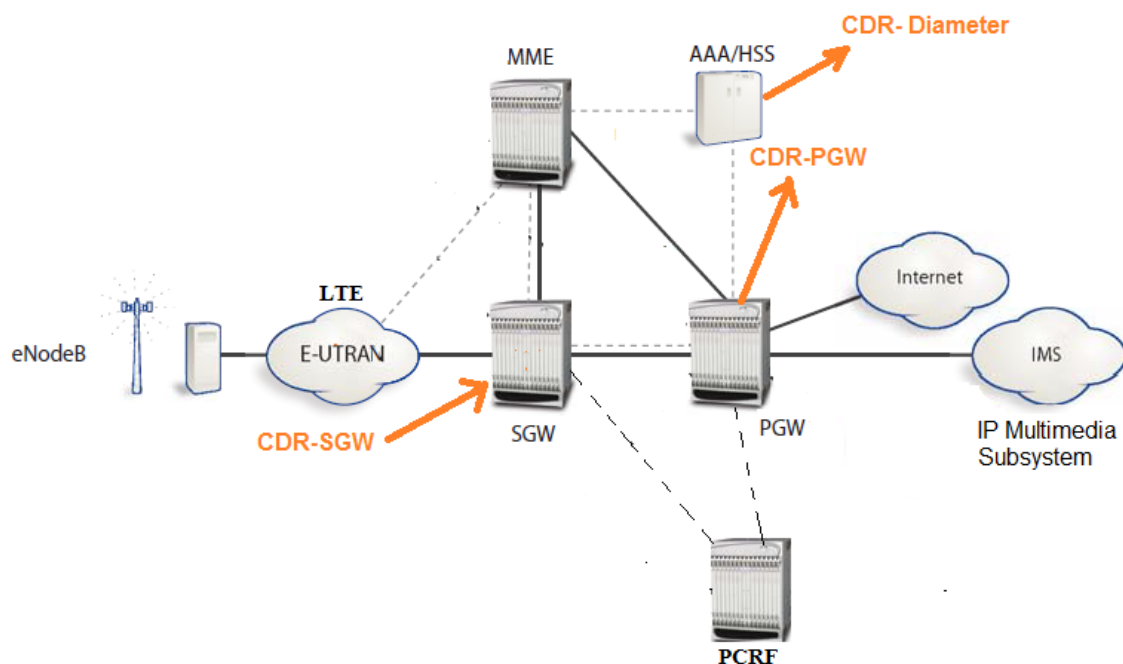 CDR- Diameter
MME
AAA/HSS
CDR-PGW
Internet
LTE
eNodeB
E-UTRAN
IMS
CDR-SGW
SGW
PGW
IP Multimedia
Subsystem
PCRF